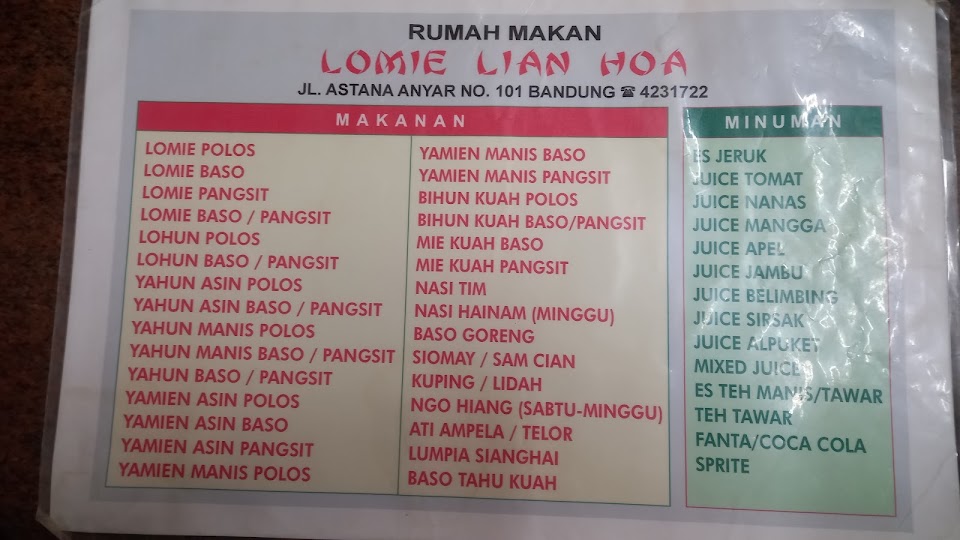 RUMAH MAKAN
LOMIE LIAN HOA
JL. ASTANA ANYAR NO. 101 BANDUNG ☎ 4231722
MAKANAN
LOMIE POLOS
LOMIE BASO
LOMIE PANGSIT
LOMIE BASO / PANGSIT
LOHUN POLOS
LOHUN BASO / PANGSIT
YAHUN ASIN POLOS
YAHUN ASIN BASO / PANGSIT
YAHUN MANIS POLOS
YAHUN MANIS BASO / PANGSIT
YAHUN BASO / PANGSIT
YAMIEN ASIN POLOS
YAMIEN ASIN BASO
YAMIEN ASIN PANGSIT
YAMIEN MANIS POLOS
YAMIEN MANIS BASO
YAMIEN MANIS PANGSIT
BIHUN KUAH POLOS
BIHUN KUAH BASO/PANGSIT
MIE KUAH BASO
MIE KUAH PANGSIT
NASI TIM
NASI HAINAM (MINGGU)
BASO GORENG
SIOMAY / SAM CIAN
KUPING / LIDAH
NGO HIANG (SABTU-MINGGU)
ATI AMPELA / TELOR
LUMPIA SIANGHAI
BASO TAHU KUAH
MINUMAN
ES JERUK
JUICE TOMAT
JUICE NANAS
JUICE MANGGA
JUICE APEL
JUICE JAMBU
JUICE BELIMBING
JUICE SIRSAK
JUICE ALPUKET
MIXED JUICE
ES TEH MANIS/TAWAR
TEH TAWAR
FANTA/COCA COLA
SPRITE